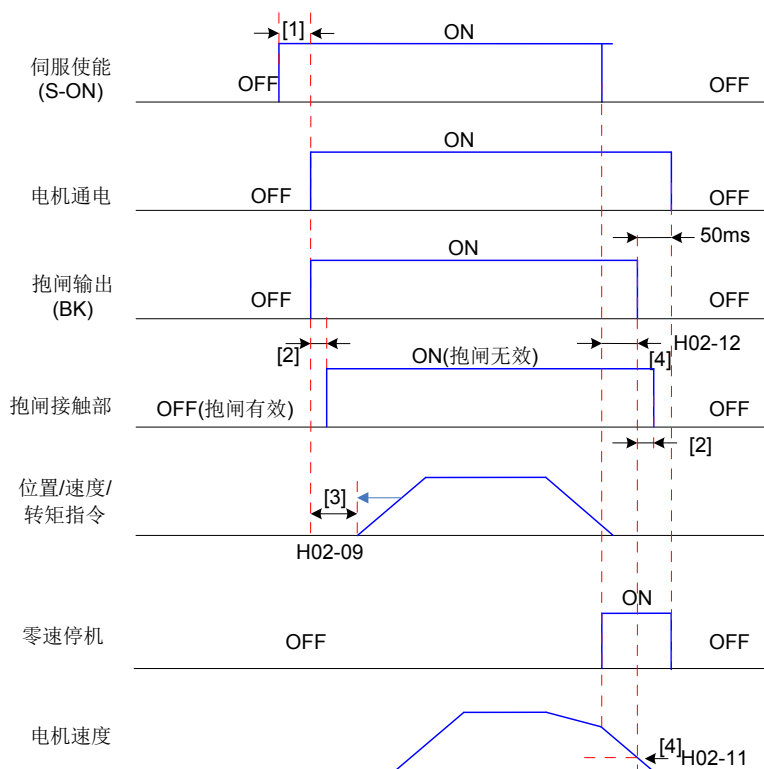 [1]
ON
伺服使能
(S-ON)
OFF
OFF
ON
电机通电
OFF
OFF
50ms
ON
抱闸输出
(BK)
OFF
OFF
[2]
ON(抱闸无效)
[4]
H02-12
抱闸接触部
OFF(抱闸有效)
OFF
[2]
位置/速度/
转矩指令
[3]
H02-09
ON
零速停机
OFF
OFF
电机速度
[4]
H02-11